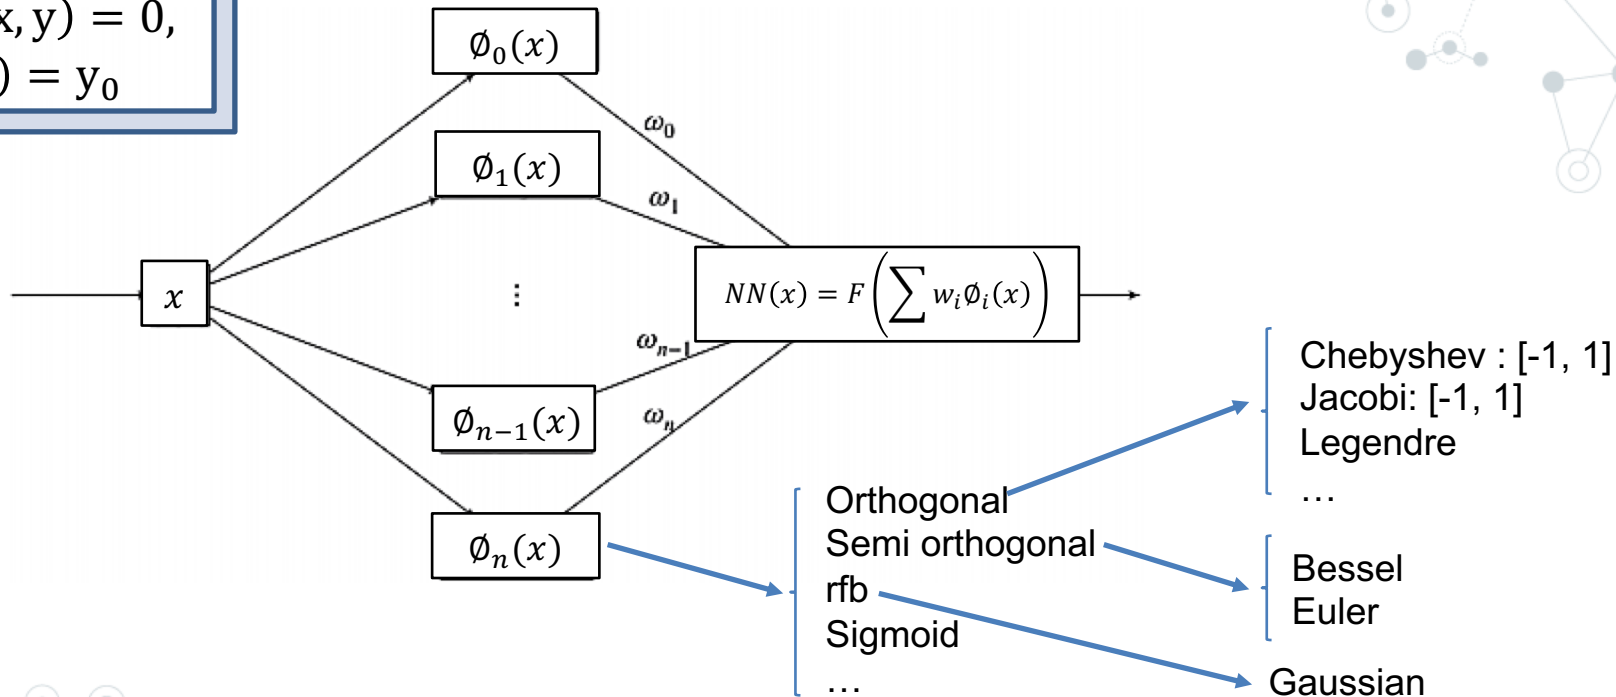 x, y) = 0,
) = y₀
∅₀(x)
ω₀
∅₁(x)
ω₁
x
⋮
NN(x) = F(∑ wᵢ∅ᵢ(x))
ωₙ₋₁
∅ₙ₋₁(x)
ωₙ
∅ₙ(x)
Chebyshev : [-1, 1]
Jacobi: [-1, 1]
Legendre
…
Orthogonal
Semi orthogonal
rfb
Sigmoid
…
Bessel
Euler
Gaussian